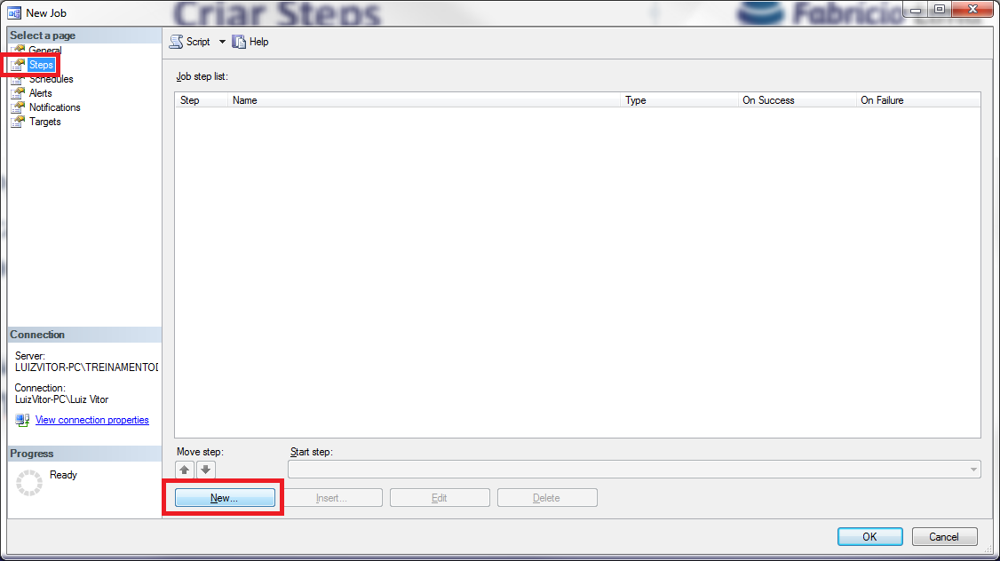 Criar Steps
Fabrício
New Job
Select a page
General
Steps
Schedules
Alerts
Notifications
Targets
Script
Help
Job step list:
Step Name Type On Success On Failure
Connection
Server:
LUIZVITOR-PC\TREINAMENTO
Connection:
LuizVitor-PC\Luiz Vitor
View connection properties
Progress
Ready
Move step:
Start step:
New...
Insert...
Edit
Delete
OK
Cancel